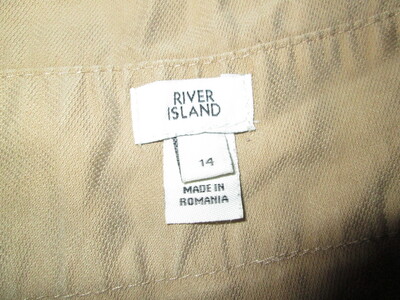 RIVER
ISLAND
14
MADE IN
ROMANIA